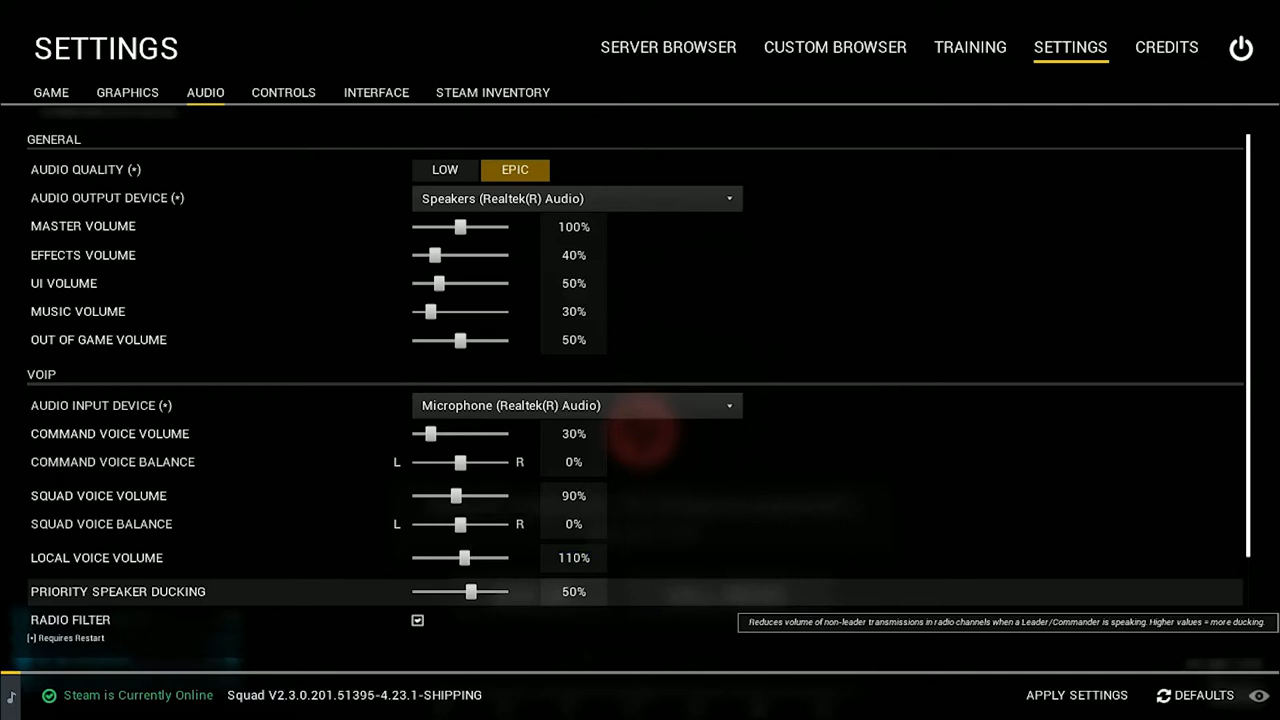 SETTINGS
SERVER BROWSER CUSTOM BROWSER TRAINING SETTINGS CREDITS
GAME GRAPHICS AUDIO CONTROLS INTERFACE STEAM INVENTORY
GENERAL
AUDIO QUALITY (*) LOW EPIC
AUDIO OUTPUT DEVICE (*) Speakers (Realtek(R) Audio)
MASTER VOLUME 100%
EFFECTS VOLUME 40%
UI VOLUME 50%
MUSIC VOLUME 30%
OUT OF GAME VOLUME 50%
VOIP
AUDIO INPUT DEVICE (*) Microphone (Realtek(R) Audio)
COMMAND VOICE VOLUME 30%
COMMAND VOICE BALANCE L R 0%
SQUAD VOICE VOLUME 90%
SQUAD VOICE BALANCE L R 0%
LOCAL VOICE VOLUME 110%
PRIORITY SPEAKER DUCKING 50%
RADIO FILTER
Reduces volume of non-leader transmissions in radio channels when a Leader/Commander is speaking. Higher values = more ducking.
[*] Requires Restart
Steam is Currently Online Squad V2.3.0.201.51395-4.23.1-SHIPPING APPLY SETTINGS DEFAULTS